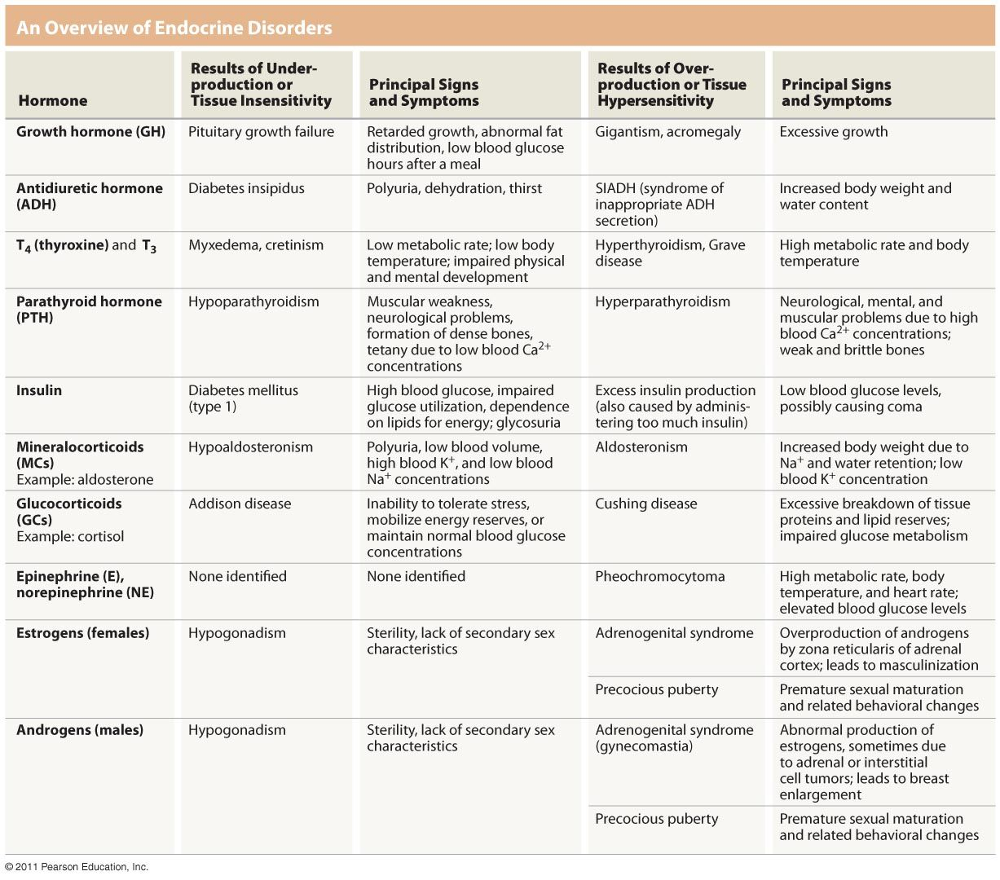 An Overview of Endocrine Disorders
Hormone
Results of Under-
production or
Tissue Insensitivity
Principal Signs
and Symptoms
Results of Over-
production or Tissue
Hypersensitivity
Principal Signs
and Symptoms
Growth hormone (GH)
Pituitary growth failure
Retarded growth, abnormal fat
distribution, low blood glucose
hours after a meal
Gigantism, acromegaly
Excessive growth
Antidiuretic hormone
(ADH)
Diabetes insipidus
Polyuria, dehydration, thirst
SIADH (syndrome of
inappropriate ADH
secretion)
Increased body weight and
water content
T4 (thyroxine) and T3
Myxedema, cretinism
Low metabolic rate; low body
temperature; impaired physical
and mental development
Hyperthyroidism, Grave
disease
High metabolic rate and body
temperature
Parathyroid hormone
(PTH)
Hypoparathyroidism
Muscular weakness,
neurological problems,
formation of dense bones,
tetany due to low blood Ca2+
concentrations
Hyperparathyroidism
Neurological, mental, and
muscular problems due to high
blood Ca2+ concentrations;
weak and brittle bones
Insulin
Diabetes mellitus
(type 1)
High blood glucose, impaired
glucose utilization, dependence
on lipids for energy; glycosuria
Excess insulin production
(also caused by adminis-
tering too much insulin)
Low blood glucose levels,
possibly causing coma
Mineralocorticoids
(MCs)
Example: aldosterone
Hypoaldosteronism
Polyuria, low blood volume,
high blood K+, and low blood
Na+ concentrations
Aldosteronism
Increased body weight due to
Na+ and water retention; low
blood K+ concentration
Glucocorticoids
(GCs)
Example: cortisol
Addison disease
Inability to tolerate stress,
mobilize energy reserves, or
maintain normal blood glucose
concentrations
Cushing disease
Excessive breakdown of tissue
proteins and lipid reserves;
impaired glucose metabolism
Epinephrine (E),
norepinephrine (NE)
None identified
None identified
Pheochromocytoma
High metabolic rate, body
temperature, and heart rate;
elevated blood glucose levels
Estrogens (females)
Hypogonadism
Sterility, lack of secondary sex
characteristics
Adrenogenital syndrome
Overproduction of androgens
by zona reticularis of adrenal
cortex; leads to masculinization
Precocious puberty
Premature sexual maturation
and related behavioral changes
Androgens (males)
Hypogonadism
Sterility, lack of secondary sex
characteristics
Adrenogenital syndrome
(gynecomastia)
Abnormal production of
estrogens, sometimes due
to adrenal or interstitial
cell tumors; leads to breast
enlargement
Precocious puberty
Premature sexual maturation
and related behavioral changes
© 2011 Pearson Education, Inc.